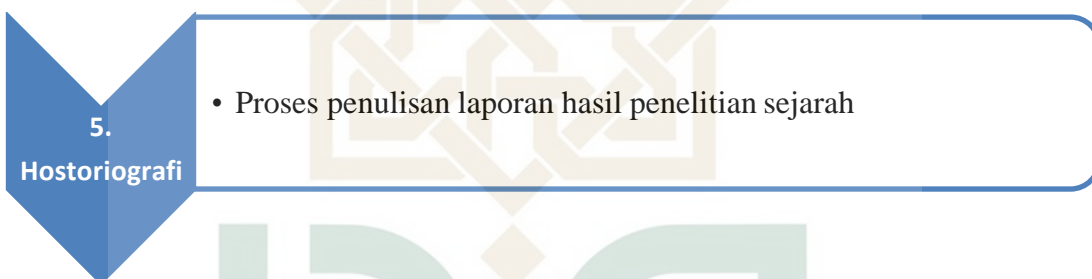 5.
Hostoriografi
• Proses penulisan laporan hasil penelitian sejarah